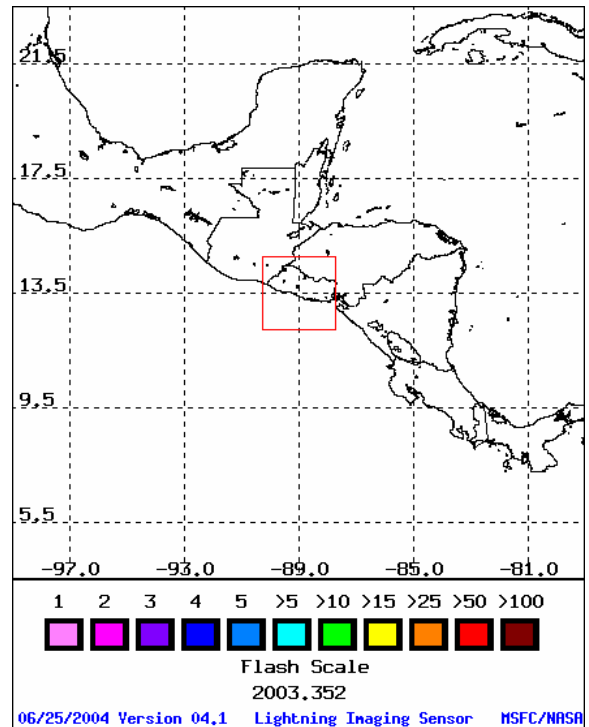 21.5
17.5
13.5
9.5
5.5
-97.0 -93.0 -89.0 -85.0 -81.0
1 2 3 4 5 >5 >10 >15 >25 >50 >100
Flash Scale
2003.352
06/25/2004 Version 04.1 Lightning Imaging Sensor MSFC/NASA